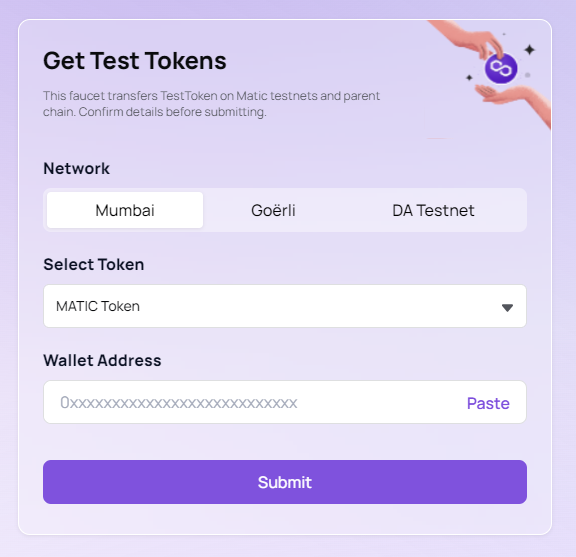 Get Test Tokens
This faucet transfers TestToken on Matic testnets and parent
chain. Confirm details before submitting.
Network
Mumbai Goërli DA Testnet
Select Token
MATIC Token
Wallet Address
0xxxxxxxxxxxxxxxxxxxxxxxxxxx Paste
Submit